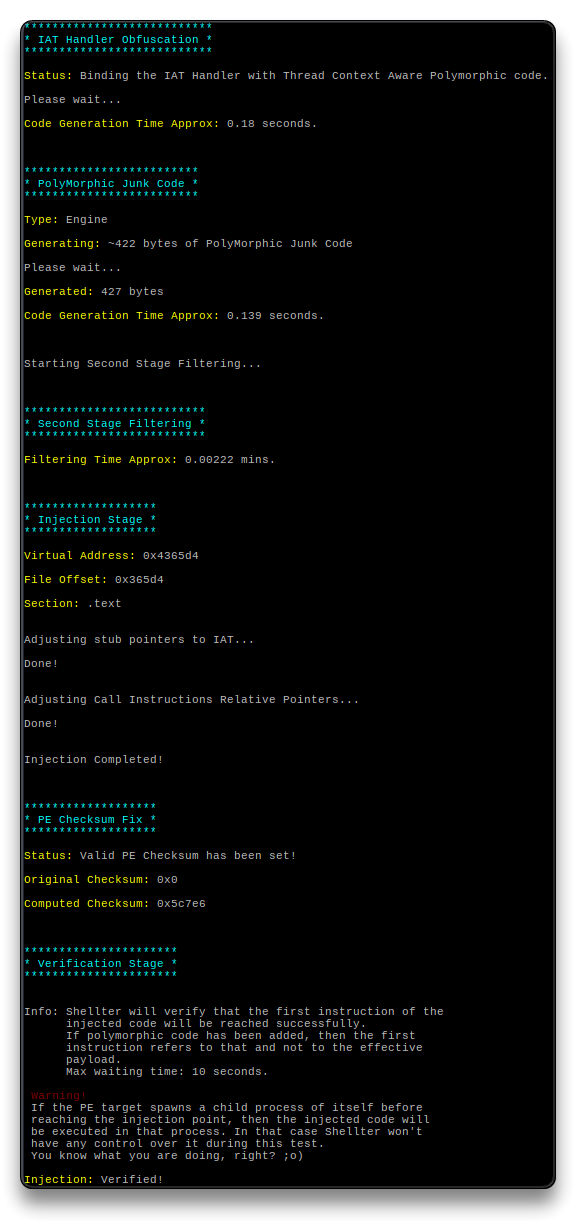 ***************************
* IAT Handler Obfuscation *
***************************
Status: Binding the IAT Handler with Thread Context Aware Polymorphic code.
Please wait...
Code Generation Time Approx: 0.18 seconds.
*************************
* PolyMorphic Junk Code *
*************************
Type: Engine
Generating: ~422 bytes of PolyMorphic Junk Code
Please wait...
Generated: 427 bytes
Code Generation Time Approx: 0.139 seconds.
Starting Second Stage Filtering...
**************************
* Second Stage Filtering *
**************************
Filtering Time Approx: 0.00222 mins.
*******************
* Injection Stage *
*******************
Virtual Address: 0x4365d4
File Offset: 0x365d4
Section: .text
Adjusting stub pointers to IAT...
Done!
Adjusting Call Instructions Relative Pointers...
Done!
Injection Completed!
*******************
* PE Checksum Fix *
*******************
Status: Valid PE Checksum has been set!
Original Checksum: 0x0
Computed Checksum: 0x5c7e6
**********************
* Verification Stage *
**********************
Info: Shellter will verify that the first instruction of the
injected code will be reached successfully.
If polymorphic code has been added, then the first
instruction refers to that and not to the effective
payload.
Max waiting time: 10 seconds.
Warning!
If the PE target spawns a child process of itself before
reaching the injection point, then the injected code will
be executed in that process. In that case Shellter won't
have any control over it during this test.
You know what you are doing, right? ;o)
Injection: Verified!